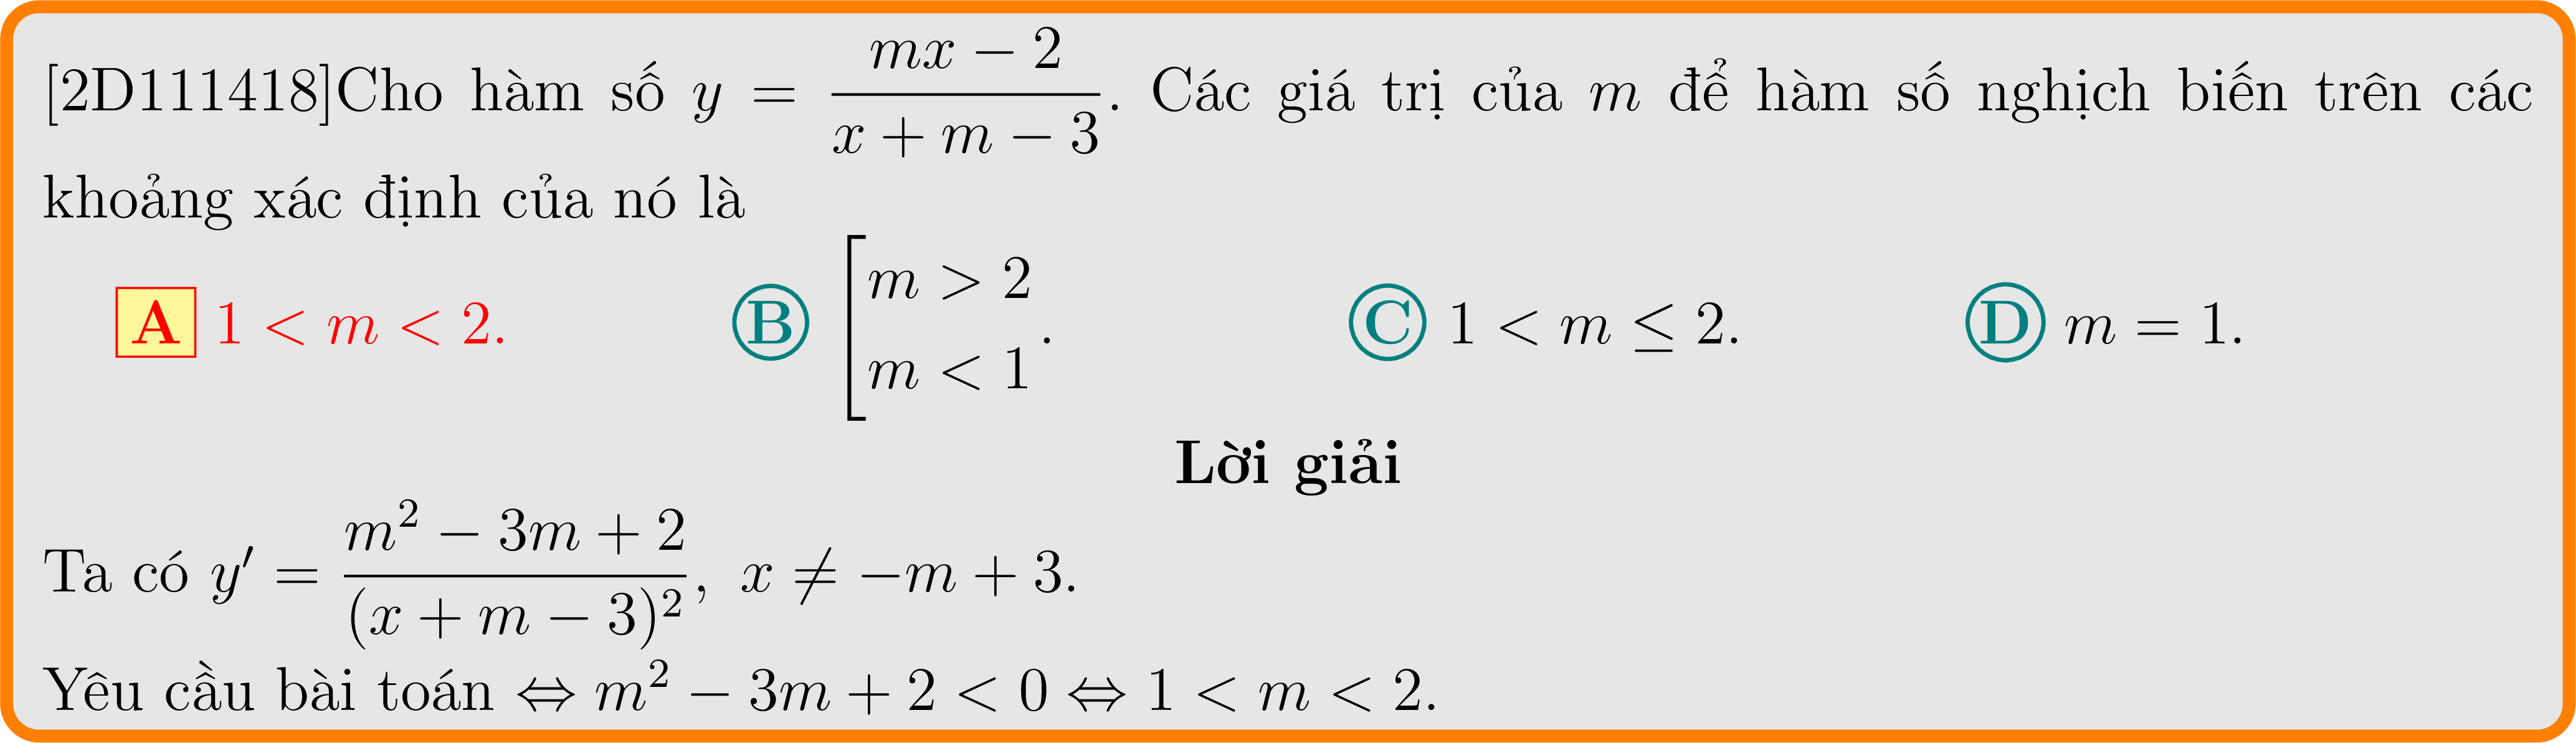 [2D111418]Cho hàm số $y = \dfrac{mx-2}{x+m-3}$. Các giá trị của $m$ để hàm số nghịch biến trên các
khoảng xác định của nó là
A $1 < m < 2$. B $\left[\begin{array}{l} m > 2 \\ m < 1 \end{array}\right.$. C $1 < m \leq 2$. D $m = 1$.
Lời giải
Ta có $y' = \dfrac{m^2-3m+2}{(x+m-3)^2}$, $x \neq -m+3$.
Yêu cầu bài toán $\Leftrightarrow m^2 - 3m + 2 < 0 \Leftrightarrow 1 < m < 2$.